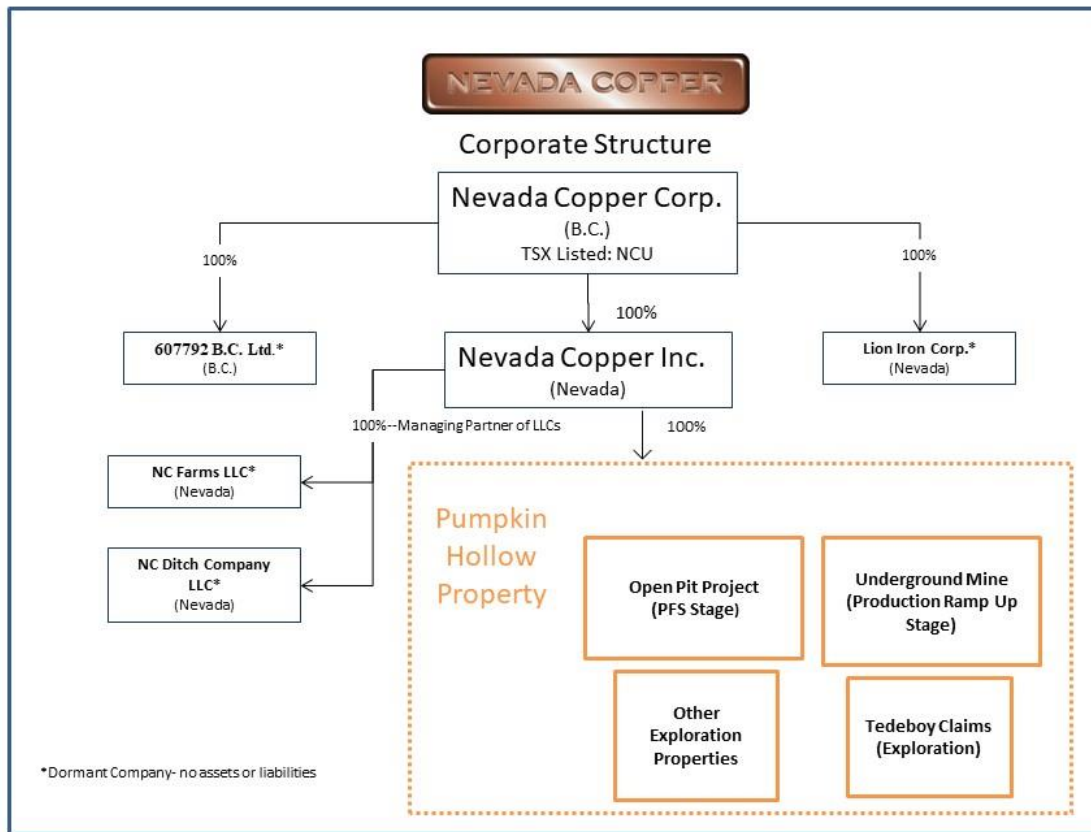 NEVADA COPPER
Corporate Structure
Nevada Copper Corp.
(B.C.)
TSX Listed: NCU
100%
100%
100%
607792 B.C. Ltd.*
(B.C.)
Nevada Copper Inc.
(Nevada)
Lion Iron Corp.*
(Nevada)
100%--Managing Partner of LLCs
100%
NC Farms LLC*
(Nevada)
NC Ditch Company
LLC*
(Nevada)
Pumpkin
Hollow
Property
Open Pit Project
(PFS Stage)
Underground Mine
(Production Ramp Up
Stage)
Other
Exploration
Properties
Tedeboy Claims
(Exploration)
*Dormant Company- no assets or liabilities